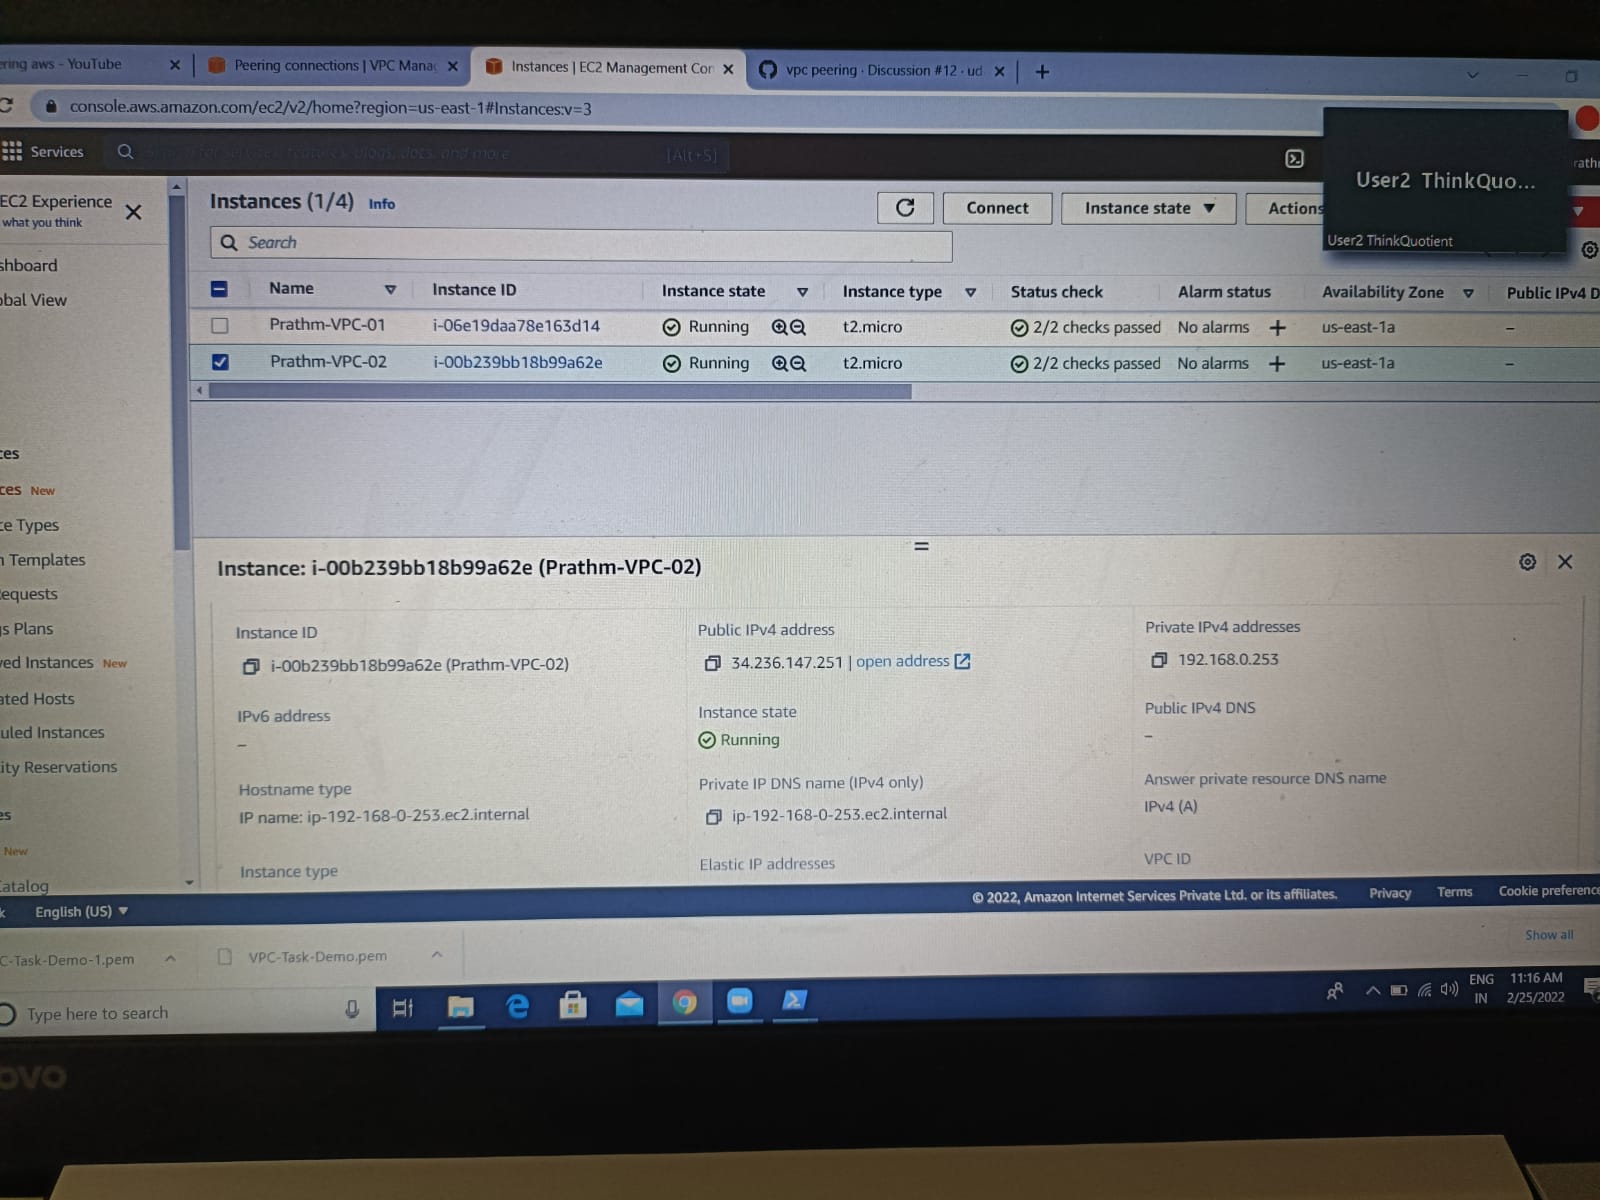 ering aws - YouTube
Peering connections | VPC Mana
Instances | EC2 Management Con
vpc peering · Discussion #12 · ud
console.aws.amazon.com/ec2/v2/home?region=us-east-1#Instances:v=3
Services
Search for services, features, blogs, docs, and more
[Alt+S]
User2 ThinkQuo...
User2 ThinkQuotient
rath
EC2 Experience
what you think
shboard
obal View
ces
ces New
ce Types
n Templates
equests
s Plans
ved Instances New
ated Hosts
uled Instances
ity Reservations
es
New
Catalog
Instances (1/4) Info
Connect
Instance state
Actions
Search
Name Instance ID Instance state Instance type Status check Alarm status Availability Zone Public IPv4 D
Prathm-VPC-01 i-06e19daa78e163d14 Running t2.micro 2/2 checks passed No alarms + us-east-1a –
Prathm-VPC-02 i-00b239bb18b99a62e Running t2.micro 2/2 checks passed No alarms + us-east-1a –
Instance: i-00b239bb18b99a62e (Prathm-VPC-02)
Instance ID
i-00b239bb18b99a62e (Prathm-VPC-02)
Public IPv4 address
34.236.147.251 | open address
Private IPv4 addresses
192.168.0.253
IPv6 address
–
Instance state
Running
Public IPv4 DNS
–
Hostname type
IP name: ip-192-168-0-253.ec2.internal
Private IP DNS name (IPv4 only)
ip-192-168-0-253.ec2.internal
Answer private resource DNS name
IPv4 (A)
Instance type
Elastic IP addresses
VPC ID
k English (US)
© 2022, Amazon Internet Services Private Ltd. or its affiliates. Privacy Terms Cookie preference
C-Task-Demo-1.pem
VPC-Task-Demo.pem
Show all
Type here to search
ENG
IN
11:16 AM
2/25/2022
ovo